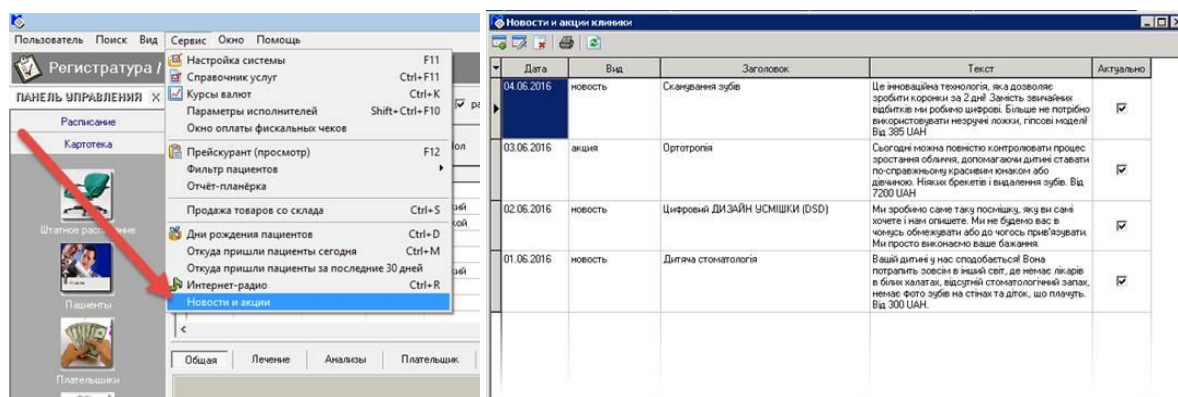 Пользователь Поиск Вид Сервис Окно Помощь
Регистратура /
ПАНЕЛЬ УПРАВЛЕНИЯ
Расписание
Картотека
Штатное расписание
Пациенты
Плательщики
Настройка системы F11
Справочник услуг Ctrl+F11
Курсы валют Ctrl+K
Параметры исполнителей Shift+Ctrl+F10
Окно оплаты фискальных чеков
Прейскурант (просмотр) F12
Фильтр пациентов
Отчёт-планёрка
Продажа товаров со склада Ctrl+S
Дни рождения пациентов Ctrl+D
Откуда пришли пациенты сегодня Ctrl+M
Откуда пришли пациенты за последние 30 дней
Интернет-радио Ctrl+R
Новости и акции
Общая Лечение Анализы Плательщик
Новости и акции клиники
Дата Вид Заголовок Текст Актуально
04.06.2016 новость Сканування зубів Це інноваційна технологія, яка дозволяє
зробити коронки за 2 дні! Замість звичайних
відбитків ми робимо цифрові. Більше не потрібно
використовувати незручні ложки, гіпсові моделі!
Від 385 UAH
03.06.2016 акция Ортотропія Сьогодні можна повністю контролювати процес
зростання обличчя, допомагаючи дитині ставати
по-справжньому красивим юнаком або
дівчиною. Ніяких брекетів і видалення зубів. Від
7200 UAH
02.06.2016 новость Цифровий ДИЗАЙН УСМІШКИ (DSD) Ми зробимо саме таку посмішку, яку ви самі
хочете і нам опишете. Ми не будемо вас в
чомусь обмежувати або до чогось прив'язувати.
Ми просто виконаємо ваше бажання.
01.06.2016 новость Дитяча стоматологія Вашій дитині у нас сподобається! Вона
потрапить зовсім в інший світ, де немає лікарів
в білих халатах, відсутній стоматологічний запах,
немає фото зубів на стінах та діток, що плачуть.
Від 300 UAH.